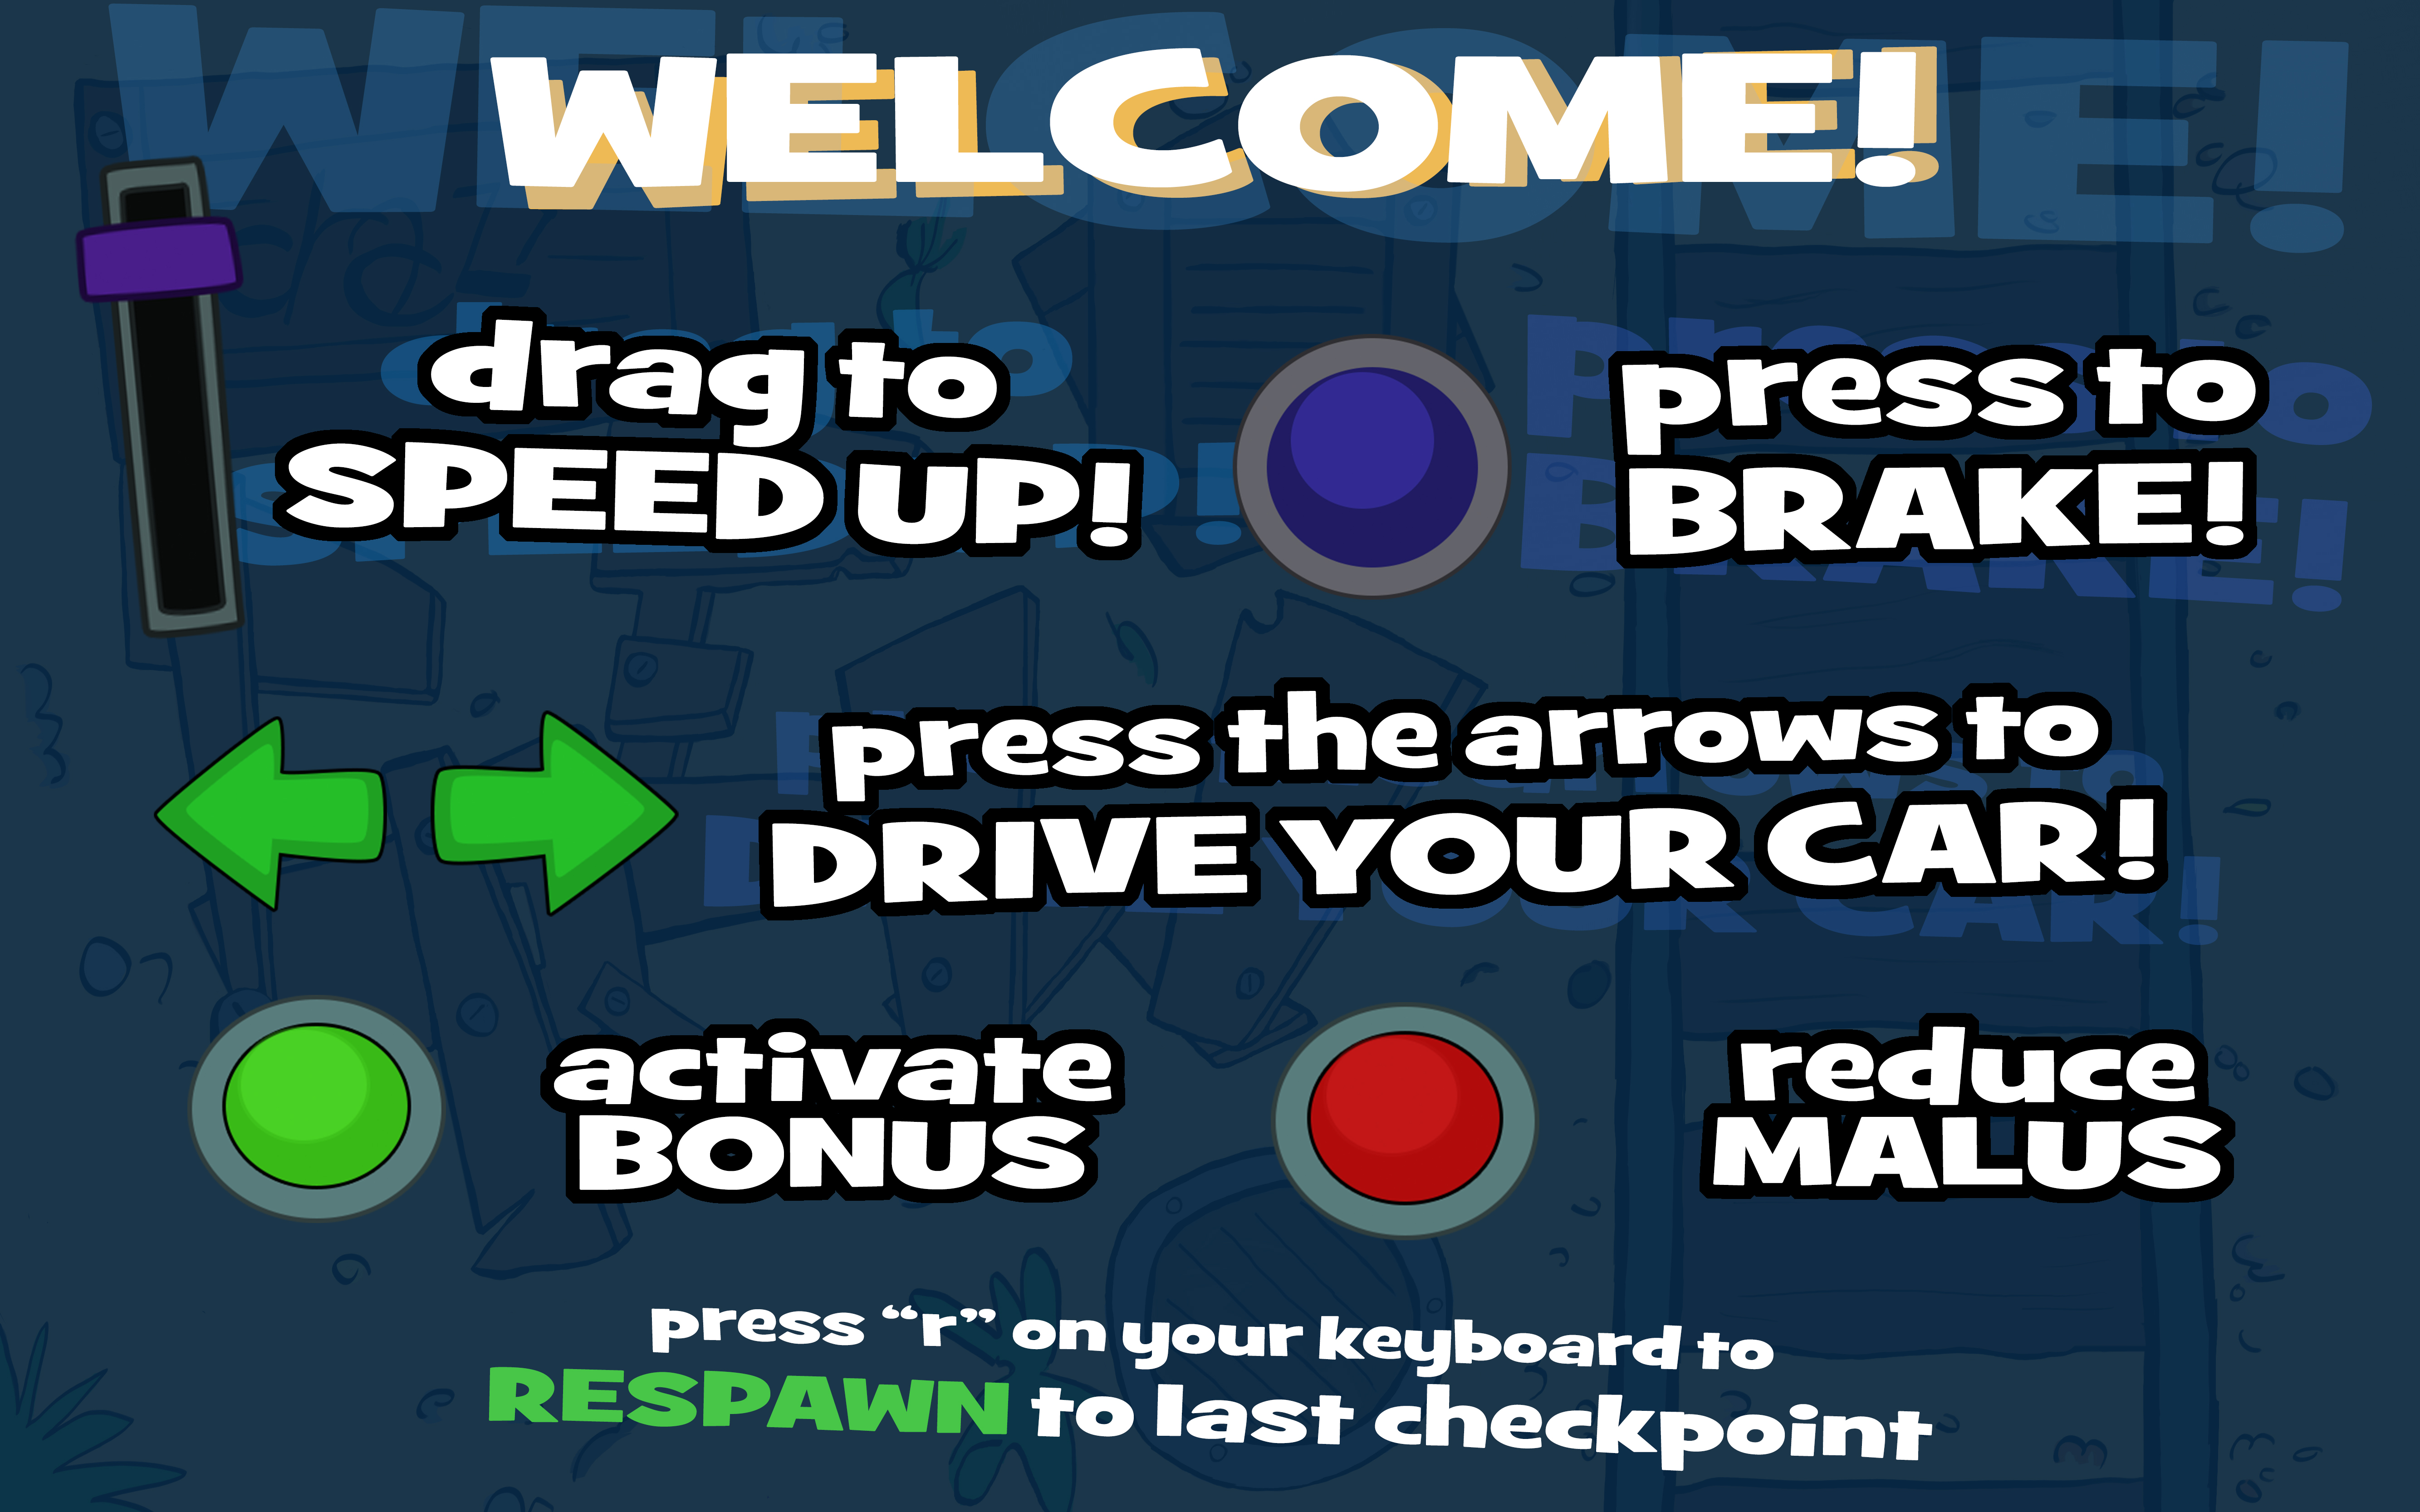 WELCOME!
drag to
SPEED UP!
press to
BRAKE!
press the arrows to
DRIVE YOUR CAR!
activate
BONUS
reduce
MALUS
press “r” on your keyboard to
RESPAWN to last checkpoint